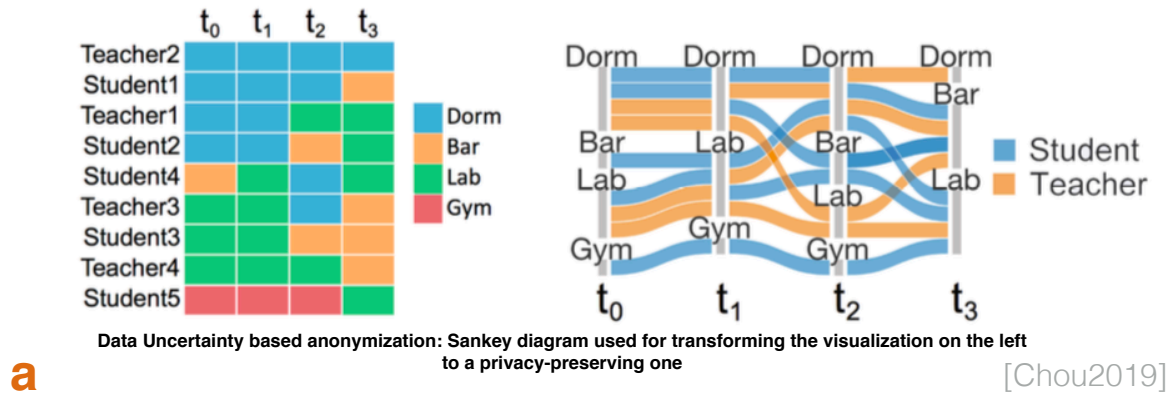 t0 t1 t2 t3
Teacher2
Student1
Teacher1
Student2
Student4
Teacher3
Student3
Teacher4
Student5
Dorm
Bar
Lab
Gym
Dorm Dorm Dorm Dorm
Bar
Bar Lab Bar
Lab Lab
Lab
Gym
Gym Gym
t0 t1 t2 t3
Student
Teacher
Data Uncertainty based anonymization: Sankey diagram used for transforming the visualization on the left
to a privacy-preserving one
a
[Chou2019]